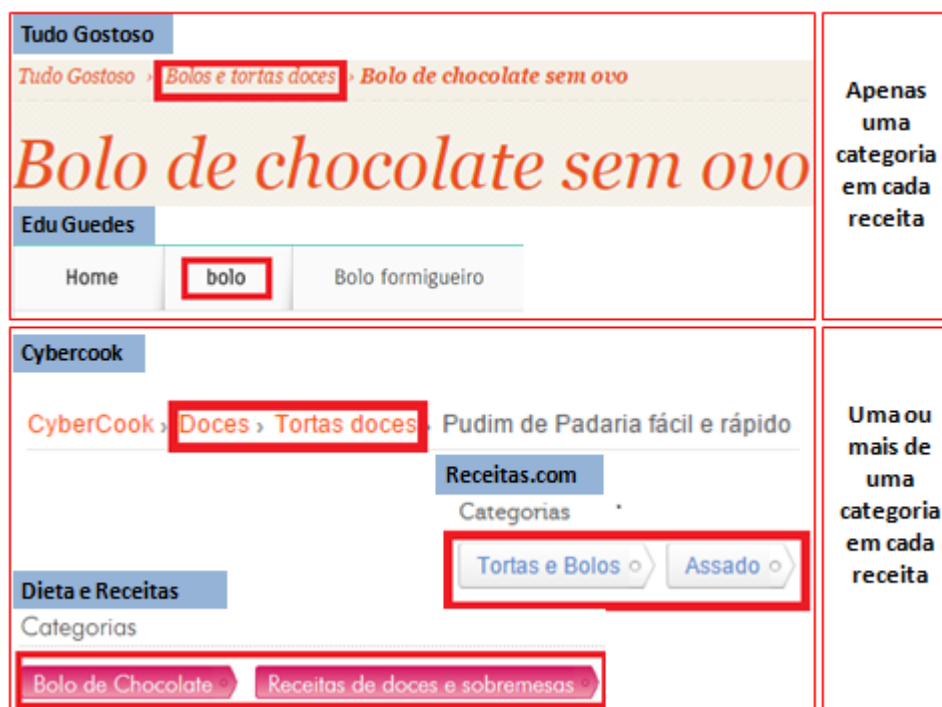 Tudo Gostoso
Tudo Gostoso › Bolos e tortas doces › Bolo de chocolate sem ovo
Bolo de chocolate sem ovo
Edu Guedes
Home bolo Bolo formigueiro
Apenas
uma
categoria
em cada
receita
Cybercook
CyberCook › Doces › Tortas doces › Pudim de Padaria fácil e rápido
Receitas.com
Categorias
Tortas e Bolos Assado
Dieta e Receitas
Categorias
Bolo de Chocolate Receitas de doces e sobremesas
Uma ou
mais de
uma
categoria
em cada
receita